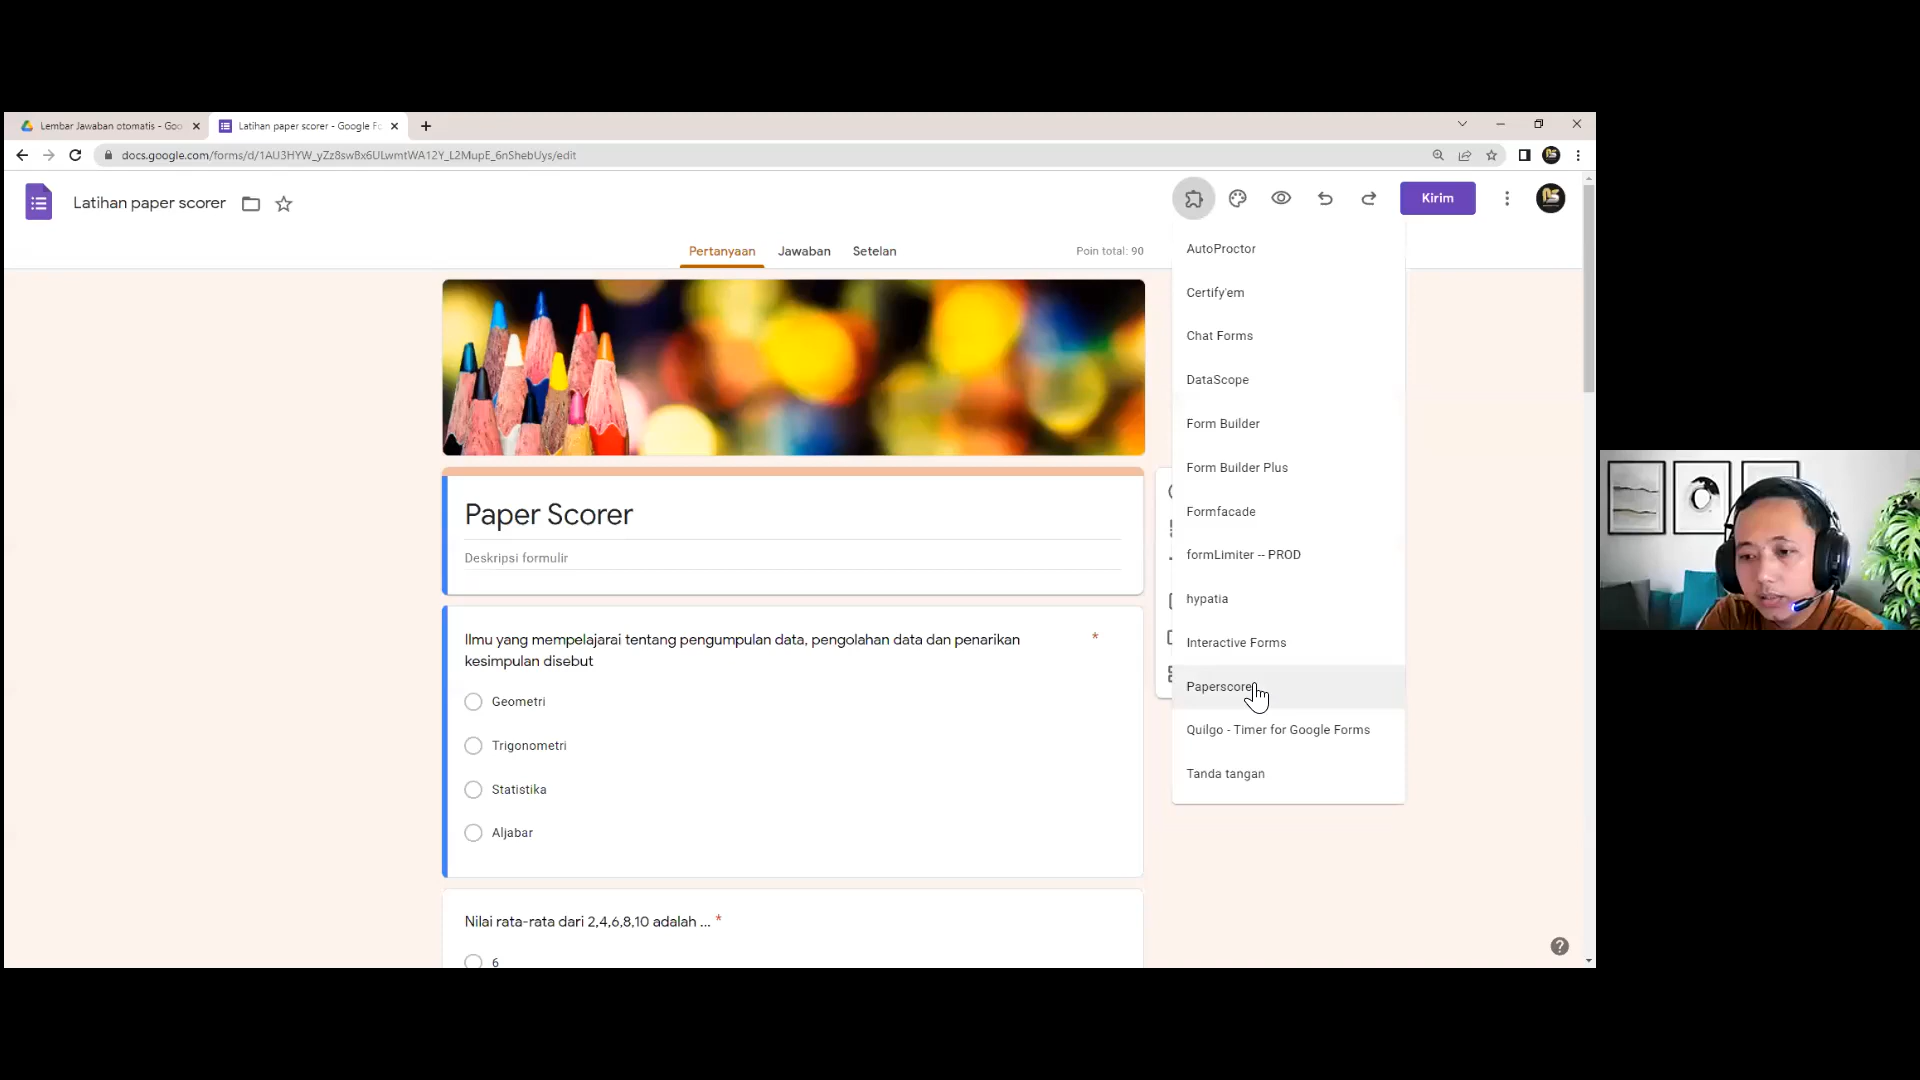 Lembar Jawaban otomatis - Goo
Latihan paper scorer - Google Fo
docs.google.com/forms/d/1AU3HYW_yZz8swBx6ULwmtWA12Y_L2MupE_6nShebUys/edit
Latihan paper scorer
Kirim
Pertanyaan
Jawaban
Setelan
Poin total: 90
AutoProctor
Certify'em
Chat Forms
DataScope
Form Builder
Form Builder Plus
Formfacade
formLimiter -- PROD
hypatia
Interactive Forms
Paperscore
Quilgo - Timer for Google Forms
Tanda tangan
Paper Scorer
Deskripsi formulir
Ilmu yang mempelajarai tentang pengumpulan data, pengolahan data dan penarikan *
kesimpulan disebut
Geometri
Trigonometri
Statistika
Aljabar
Nilai rata-rata dari 2,4,6,8,10 adalah ... *
6